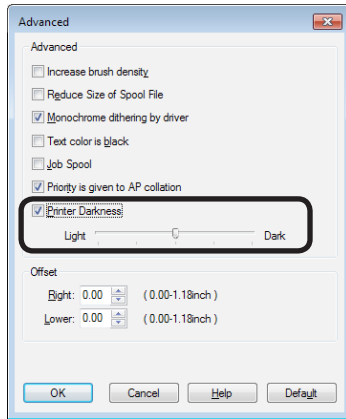 Advanced
Advanced
Increase brush density
Reduce Size of Spool File
Monochrome dithering by driver
Text color is black
Job Spool
Priority is given to AP collation
Printer Darkness
Light Dark
Offset
Right: 0.00 ( 0.00-1.18inch )
Lower: 0.00 ( 0.00-1.18inch )
OK Cancel Help Default